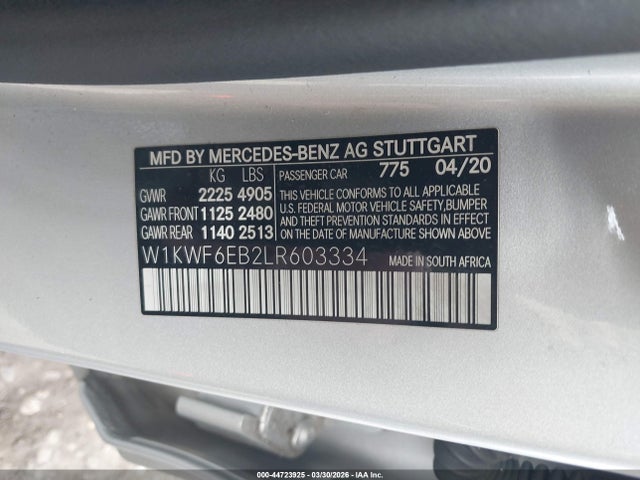 MFD BY MERCEDES-BENZ AG STUTTGART
KG LBS PASSENGER CAR 775 04/20
GVWR 2225 4905
GAWR FRONT 1125 2480
GAWR REAR 1140 2513
THIS VEHICLE CONFORMS TO ALL APPLICABLE
U.S. FEDERAL MOTOR VEHICLE SAFETY,BUMPER
AND THEFT PREVENTION STANDARDS IN EFFECT
ON THE DATE OF MANUFACTURE SHOWN ABOVE.
W1KWF6EB2LR603334 MADE IN SOUTH AFRICA
000-44723925 - 03/30/2026 - IAA Inc.